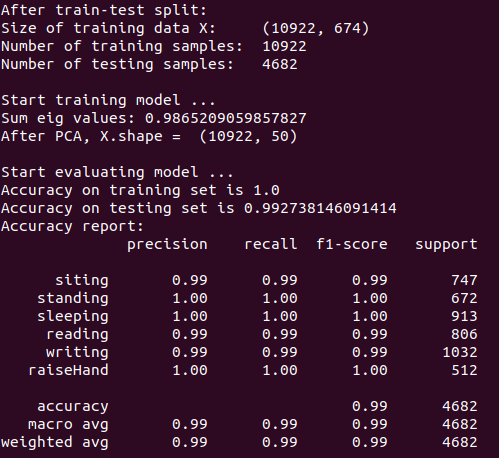 After train-test split:
Size of training data X:     (10922, 674)
Number of training samples:  10922
Number of testing samples:   4682
Start training model ...
Sum eig values: 0.9865209059857827
After PCA, X.shape =  (10922, 50)
Start evaluating model ...
Accuracy on training set is 1.0
Accuracy on testing set is 0.992738146091414
Accuracy report:
              precision    recall  f1-score   support
      siting       0.99      0.99      0.99       747
    standing       1.00      1.00      1.00       672
    sleeping       1.00      1.00      1.00       913
     reading       0.99      0.99      0.99       806
     writing       0.99      0.99      0.99      1032
   raiseHand       1.00      1.00      1.00       512
    accuracy                           0.99      4682
   macro avg       0.99      0.99      0.99      4682
weighted avg       0.99      0.99      0.99      4682